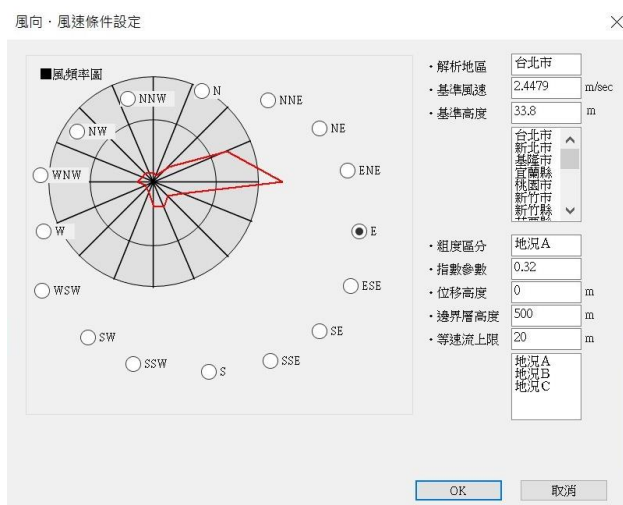 風向・風速條件設定
■風頻率圖
N
NNE
NE
ENE
E
ESE
SE
SSE
S
SSW
SW
WSW
W
WNW
NW
NNW
・解析地區 台北市
・基準風速 2.4479 m/sec
・基準高度 33.8 m
台北市
新北市
基隆市
宜蘭縣
桃園市
新竹市
新竹縣
・粗度區分 地況A
・指數參數 0.32
・位移高度 0 m
・邊界層高度 500 m
・等速流上限 20 m
地況A
地況B
地況C
OK 取消